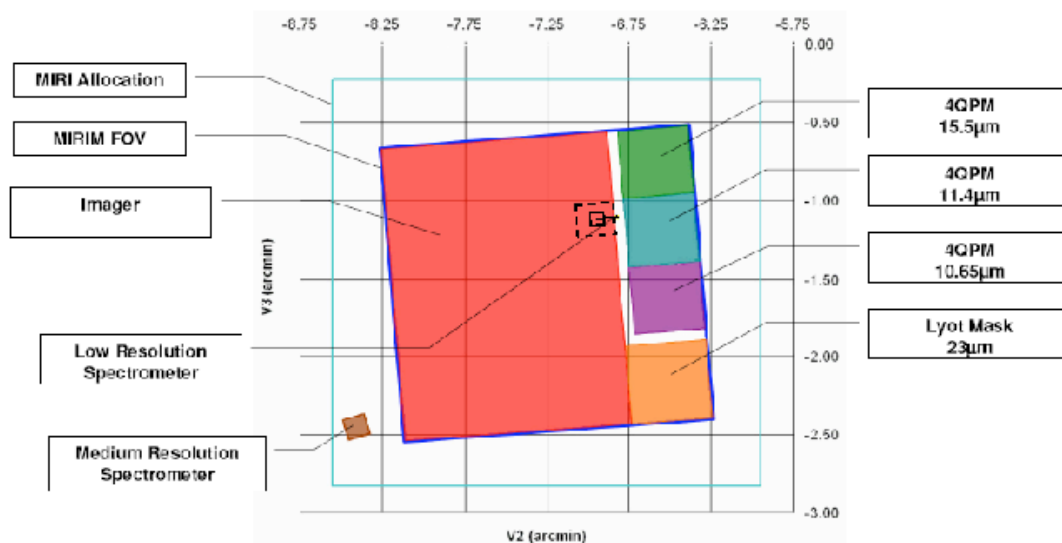 -8.75 -8.25 -7.75 -7.25 -6.75 -3.25 -5.75
0.00
MIRI Allocation
MIRIM FOV
Imager
Low Resolution
Spectrometer
Medium Resolution
Spectrometer
V3 (arcmin)
4QPM
15.5µm
4QPM
11.4µm
4QPM
10.65µm
Lyot Mask
23µm
-0.50
-1.00
-1.50
-2.00
-2.50
-3.00
V2 (arcmin)